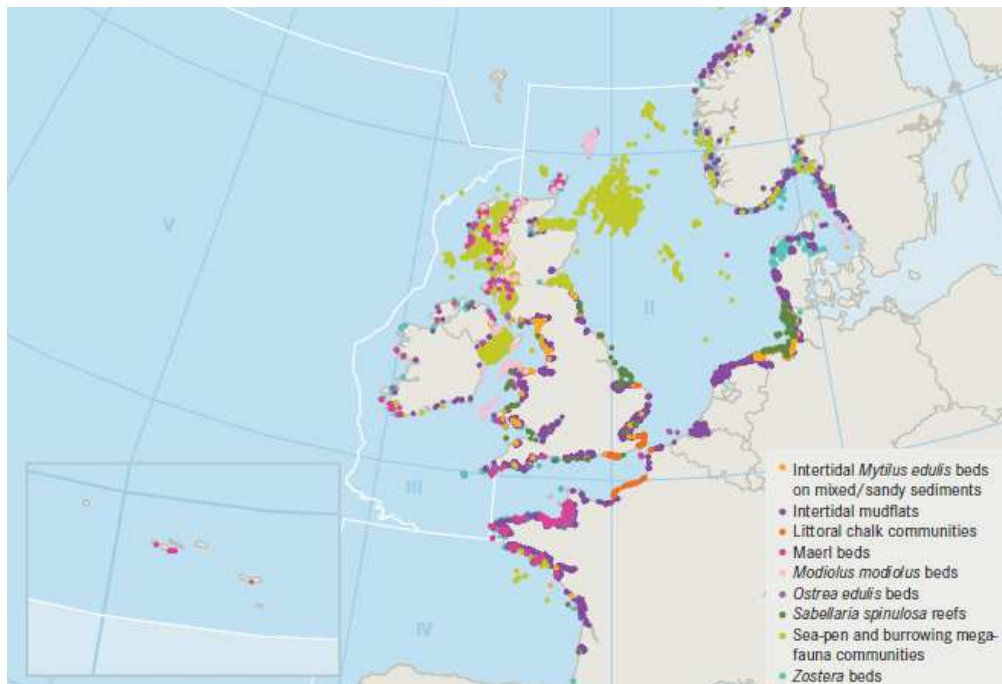 V
II
III
IV
Intertidal Mytilus edulis beds
on mixed/sandy sediments
Intertidal mudflats
Littoral chalk communities
Maerl beds
Modiolus modiolus beds
Ostrea edulis beds
Sabellaria spinulosa reefs
Sea-pen and burrowing mega-
fauna communities
Zostera beds